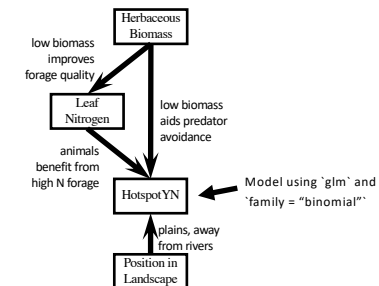 Herbaceous
Biomass
low biomass
improves
forage quality
Leaf
Nitrogen
low biomass
aids predator
avoidance
animals
benefit from
high N forage
HotspotYN
Model using `glm` and
`family = “binomial”`
plains, away
from rivers
Position in
Landscape